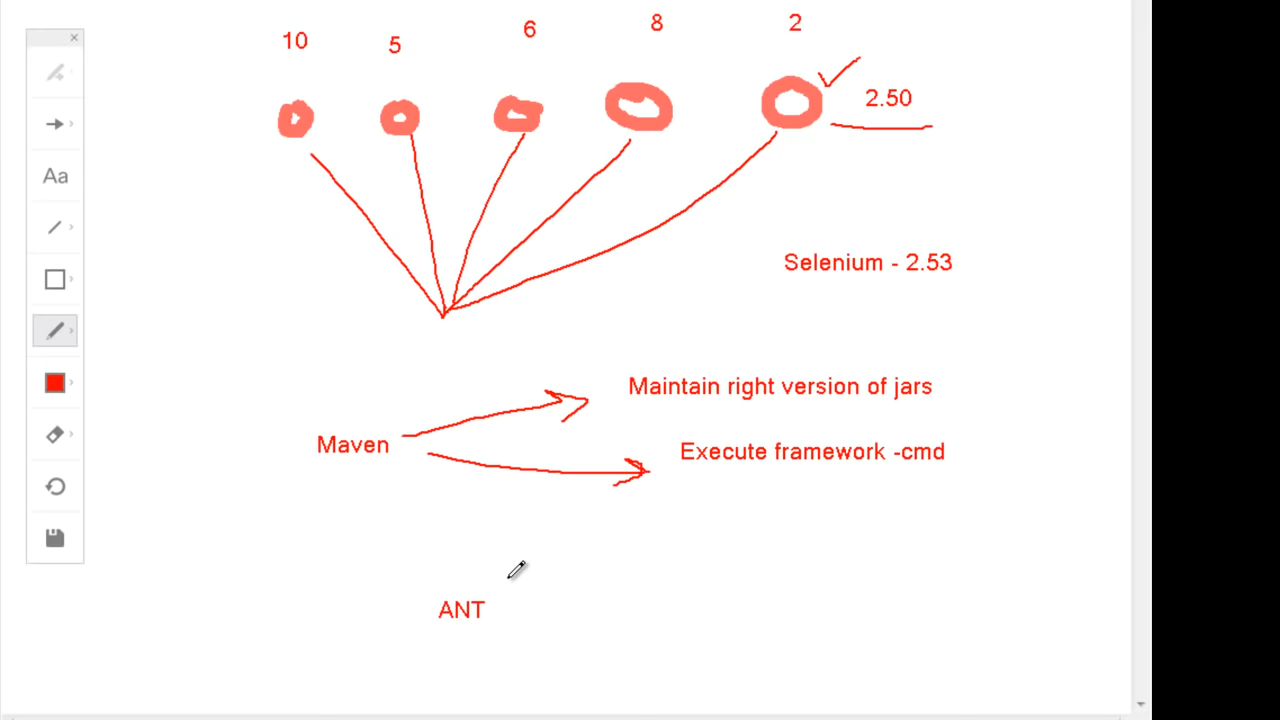 10 5 6 8 2
2.50
Selenium - 2.53
Maintain right version of jars
Maven
Execute framework -cmd
ANT
Aa